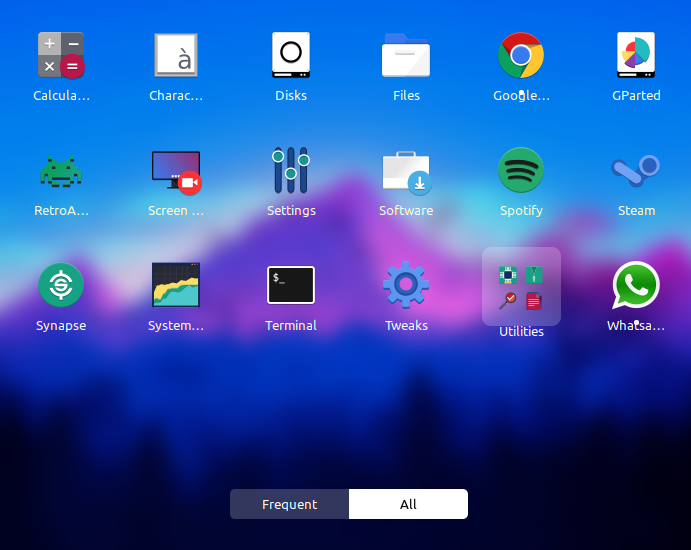 Calcula...
Charac...
Disks
Files
Google...
GParted
RetroA...
Screen ...
Settings
Software
Spotify
Steam
Synapse
System...
$_
Terminal
Tweaks
Utilities
Whatsa...
Frequent
All